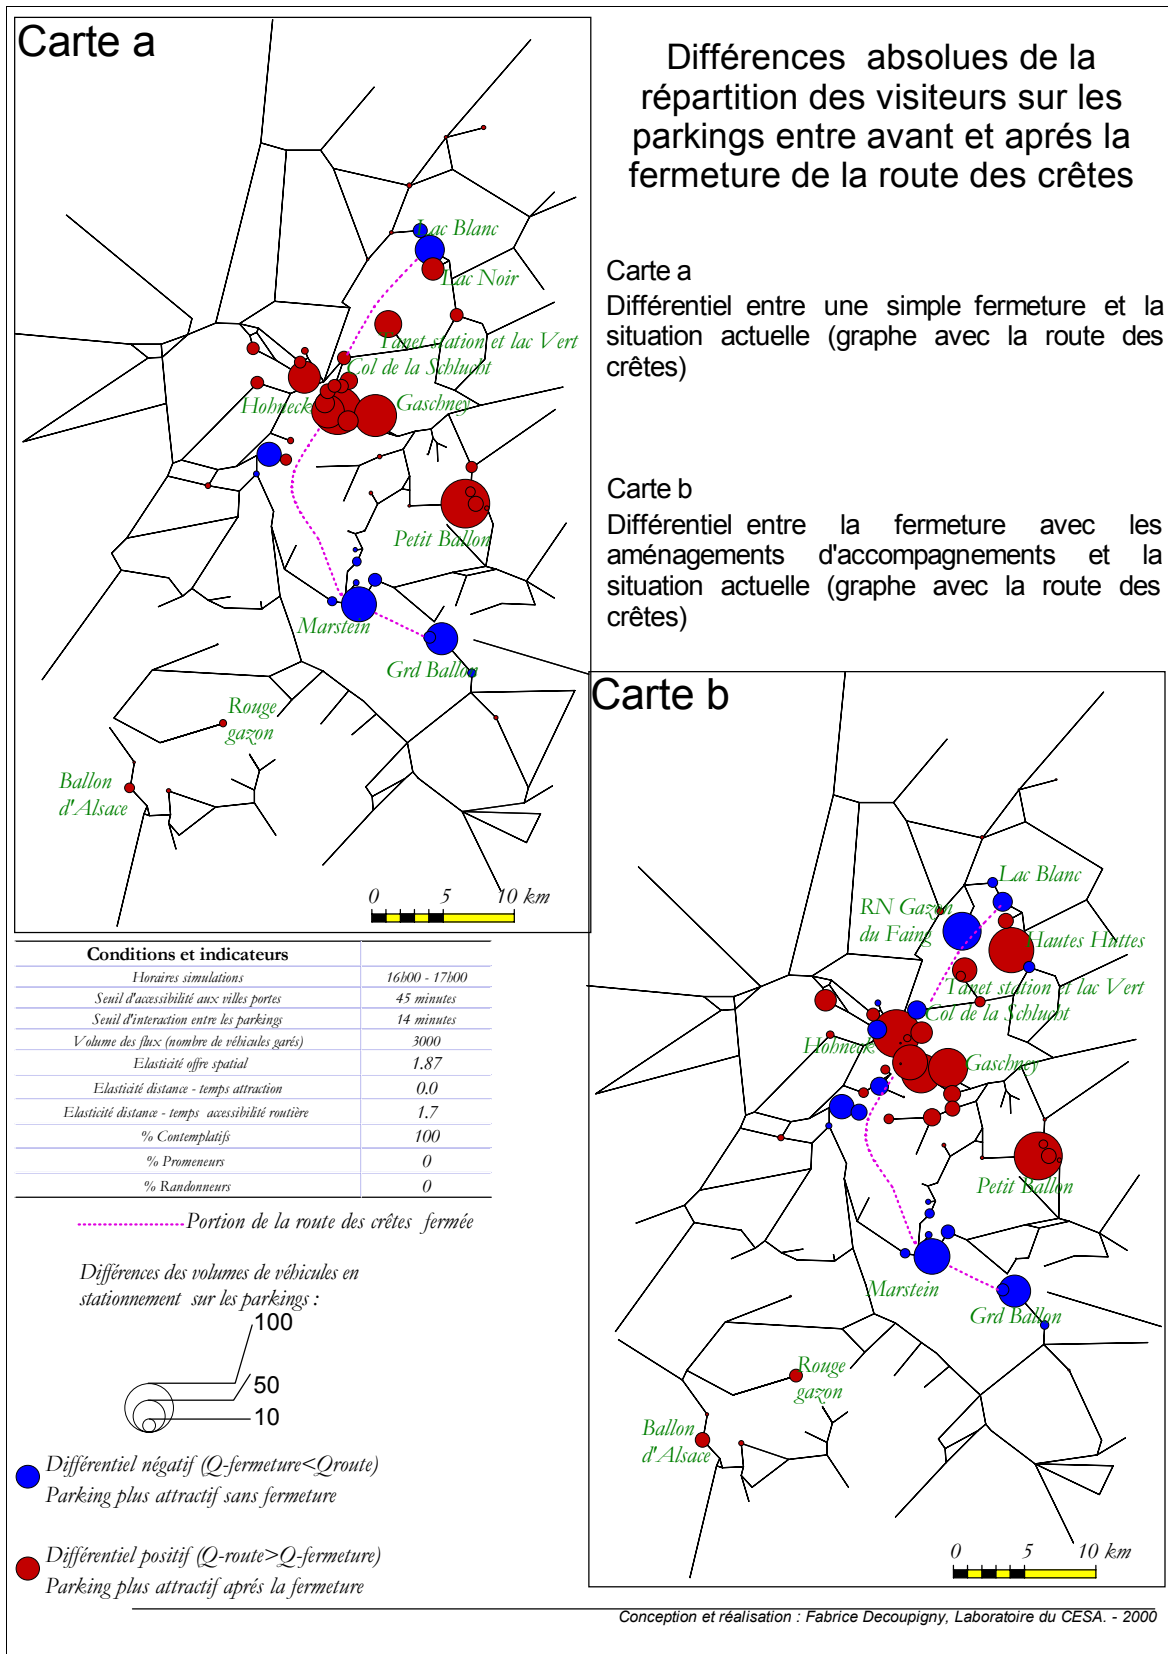 Carte a
Différences absolues de la
répartition des visiteurs sur les
parkings entre avant et aprés la
fermeture de la route des crêtes
Carte a
Différentiel entre une simple fermeture et la
situation actuelle (graphe avec la route des
crêtes)
Carte b
Différentiel entre la fermeture avec les
aménagements d'accompagnements et la
situation actuelle (graphe avec la route des
crêtes)
Lac Blanc
Lac Noir
Tanet station et lac Vert
Col de la Schlucht
Hohneck
Gaschney
Petit Ballon
Marstein
Grd Ballon
Rouge
gazon
Ballon
d'Alsace
0 5 10 km
Carte b
Lac Blanc
RN Gazon
du Faing
Hautes Huttes
Tanet station et lac Vert
Col de la Schlucht
Hohneck
Gaschney
Petit Ballon
Marstein
Grd Ballon
Rouge
gazon
Ballon
d'Alsace
0 5 10 km
Conditions et indicateurs
Horaires simulations 16h00 - 17h00
Seuil d'accessibilité aux villes portes 45 minutes
Seuil d'interaction entre les parkings 14 minutes
Volume des flux (nombre de véhicules garés) 3000
Elasticité offre spatial 1.87
Elasticité distance - temps attraction 0.0
Elasticité distance - temps accessibilité routière 1.7
% Contemplatifs 100
% Promeneurs 0
% Randonneurs 0
Portion de la route des crêtes fermée
Différences des volumes de véhicules en
stationnement sur les parkings :
100
50
10
Différentiel négatif (Q-fermeture<Qroute)
Parking plus attractif sans fermeture
Différentiel positif (Q-route>Q-fermeture)
Parking plus attractif aprés la fermeture
Conception et réalisation : Fabrice Decoupigny, Laboratoire du CESA. - 2000